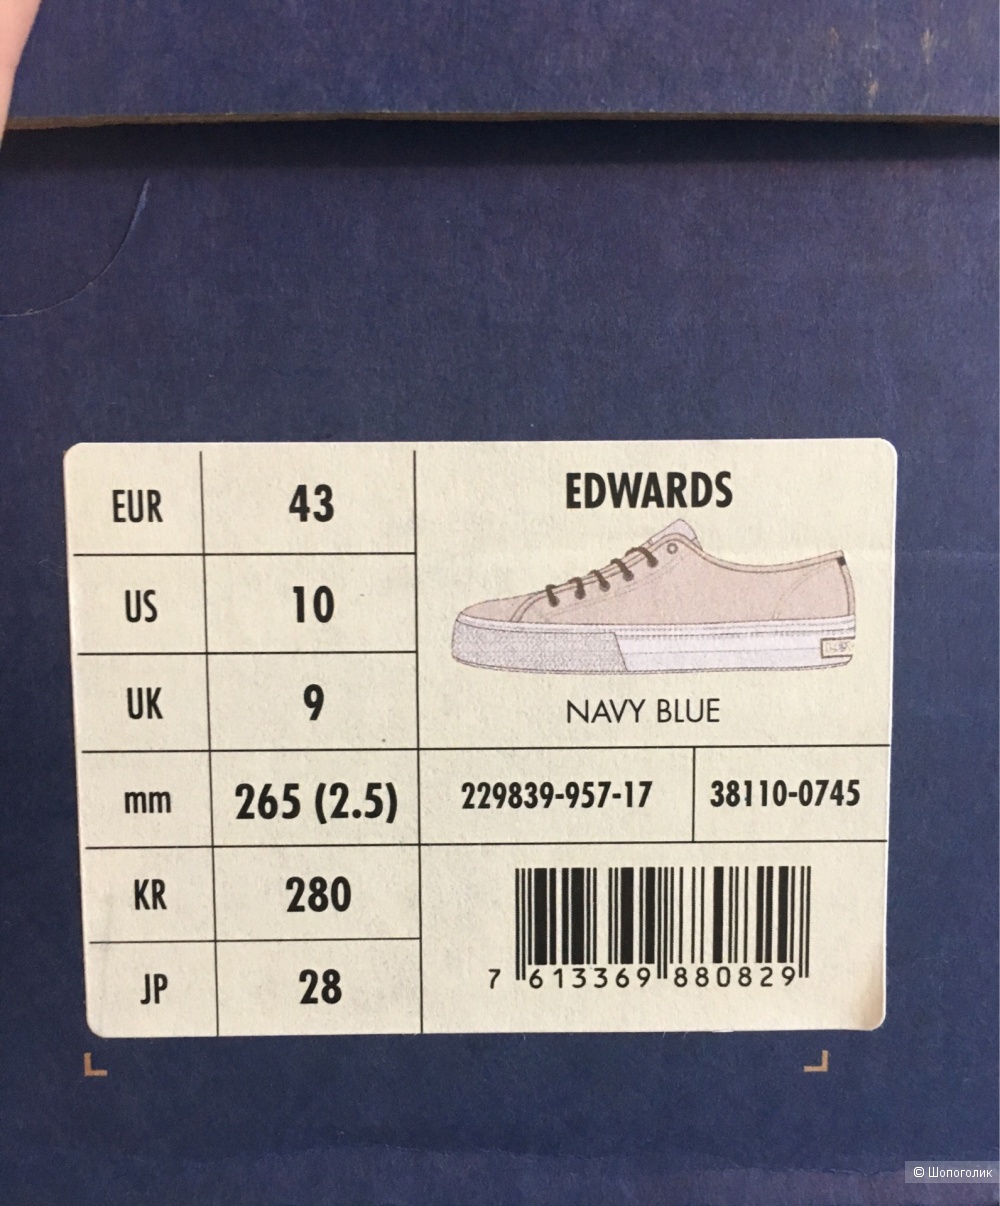 EUR 43
US 10
UK 9
mm 265 (2.5)
KR 280
JP 28
EDWARDS
NAVY BLUE
229839-957-17 38110-0745
7 613369 880829
© Шопоголик